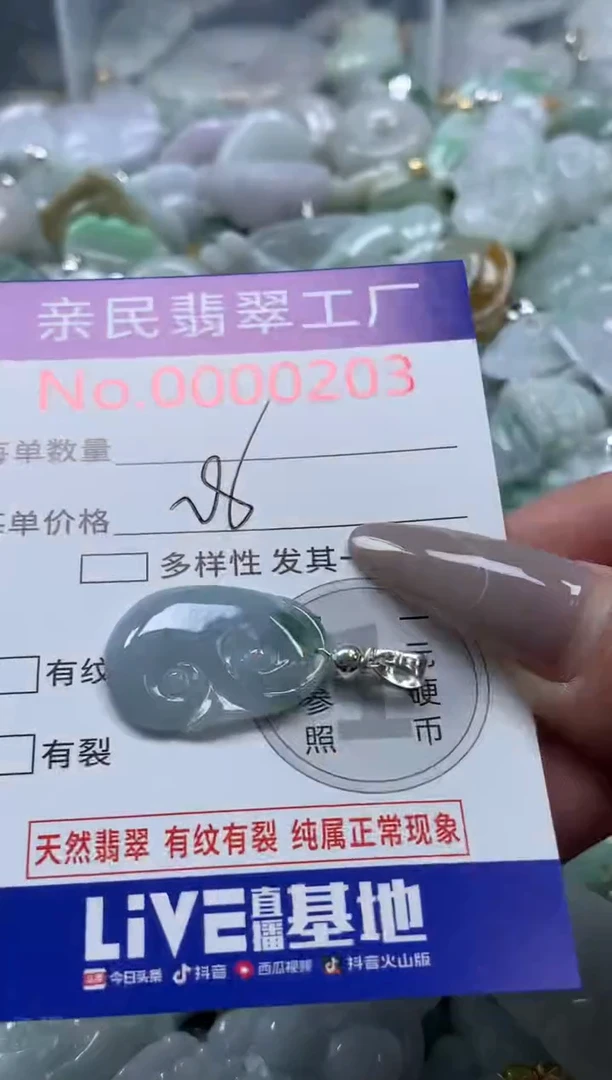 亲民翡翠工厂
No.0000203
每单数量
单价格
多样性 发其一
有纹
一元硬币
参照
有裂
天然翡翠 有纹有裂 纯属正常现象
LiVE直播基地
今日头条 抖音 西瓜视频 抖音火山版